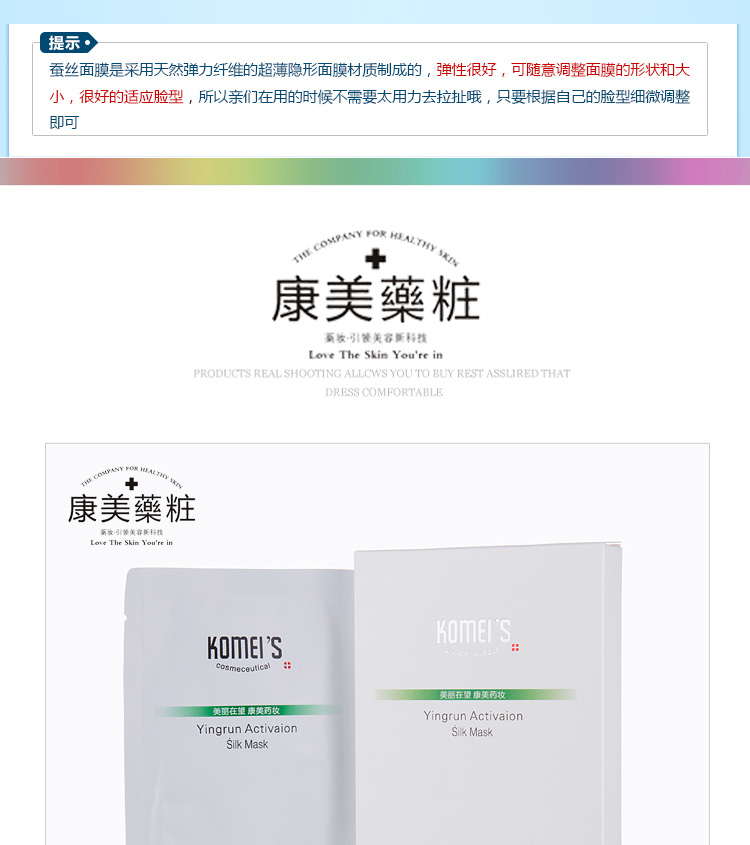 提示
蚕丝面膜是采用天然弹力纤维的超薄隐形面膜材质制成的，弹性很好，可随意调整面膜的形状和大
小，很好的适应脸型，所以亲们在用的时候不需要太用力去拉扯哦，只要根据自己的脸型细微调整
即可
THE COMPANY FOR HEALTHY SKIN
康美藥粧
药妆·引领美容新科技
Love The Skin You're in
PRODUCTS REAL SHOOTING ALLCWS YOU TO BUY REST ASSLIRED THAT
DRESS COMFORTABLE
THE COMPANY FOR HEALTHY SKIN
康美藥粧
药妆·引领美容新科技
Love The Skin You're in
KOMEI'S
cosmeceutical
美丽在望 康美药妆
Yingrun Activaion
Silk Mask
KOMEI'S
cosmeceutical
美丽在望 康美药妆
Yingrun Activaion
Silk Mask